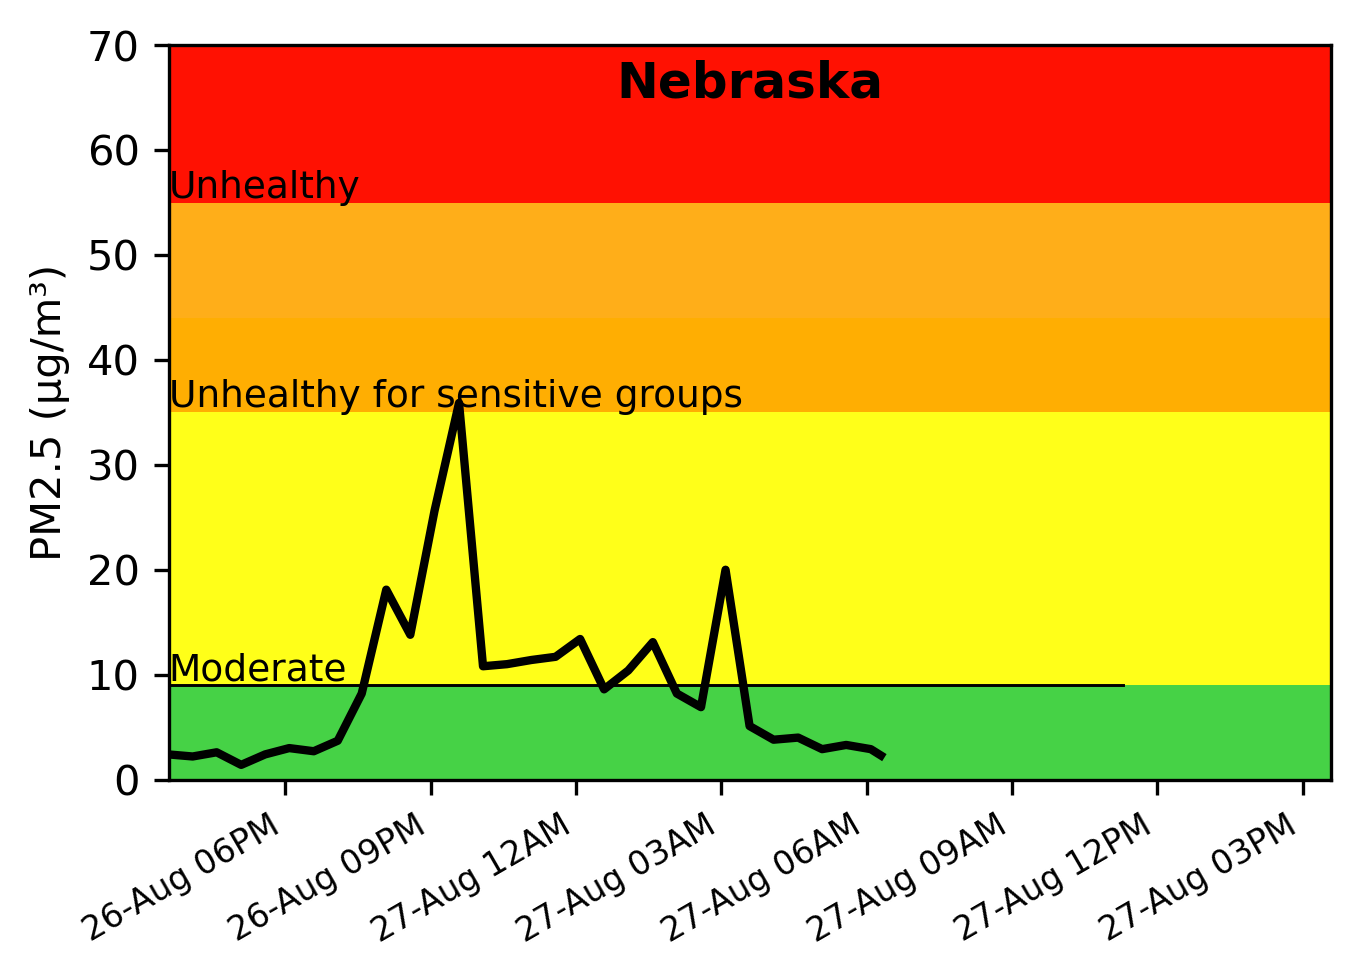 Nebraska
PM2.5 (µg/m³)
70
60
50
40
30
20
10
0
Unhealthy
Unhealthy for sensitive groups
Moderate
26-Aug 06PM
26-Aug 09PM
27-Aug 12AM
27-Aug 03AM
27-Aug 06AM
27-Aug 09AM
27-Aug 12PM
27-Aug 03PM